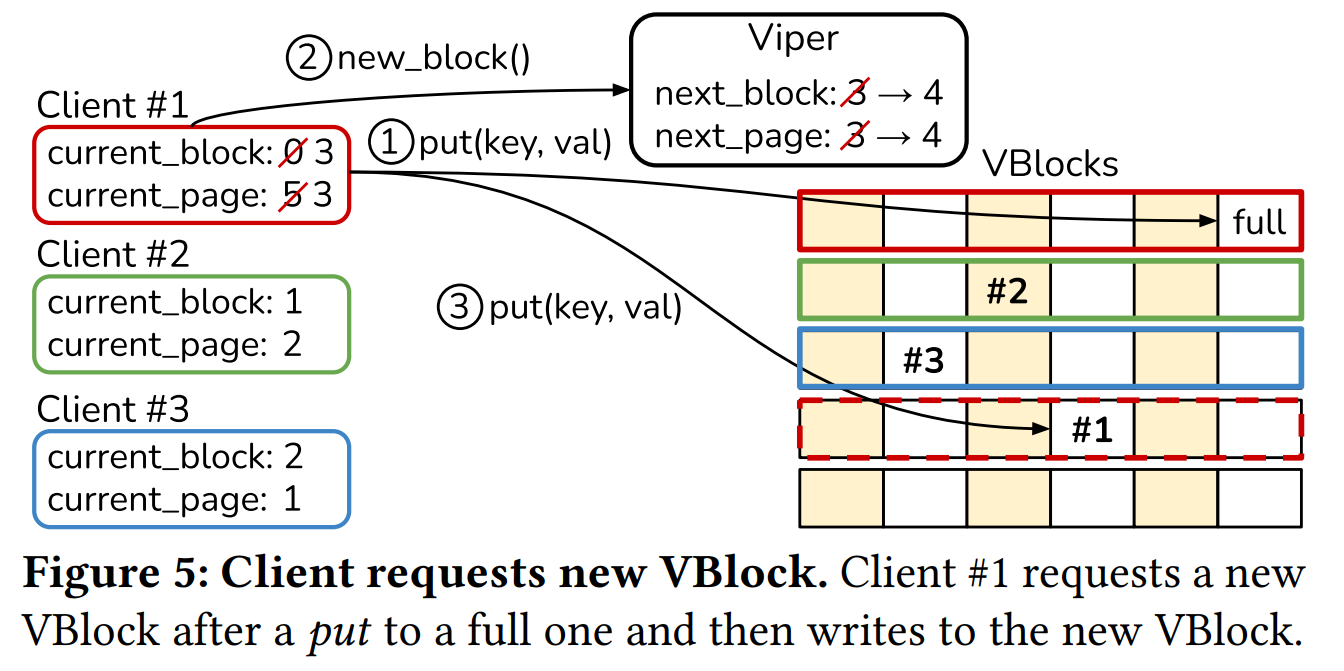 ② new_block()
Viper
next_block: 3 → 4
next_page: 3 → 4
Client #1
current_block: 0 3
current_page: 5 3
① put(key, val)
VBlocks
full
Client #2
current_block: 1
current_page: 2
#2
③ put(key, val)
#3
Client #3
current_block: 2
current_page: 1
#1
Figure 5: Client requests new VBlock. Client #1 requests a new
VBlock after a put to a full one and then writes to the new VBlock.